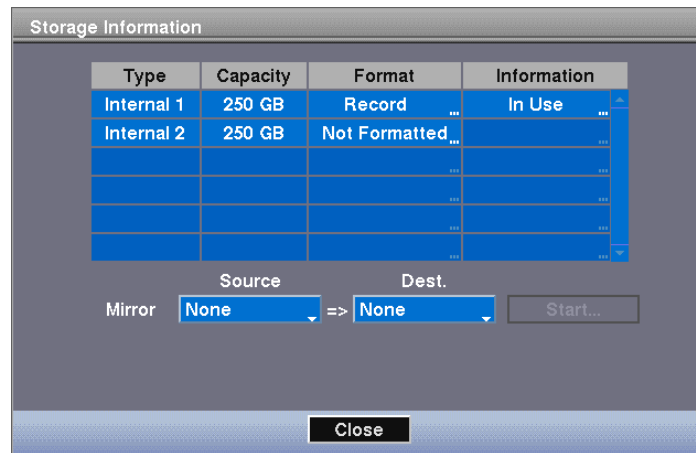 Storage Information
Type Capacity Format Information
Internal 1 250 GB Record ... In Use ...
Internal 2 250 GB Not Formatted ... ...
... ...
... ...
... ...
... ...
Source Dest.
Mirror None => None Start...
Close